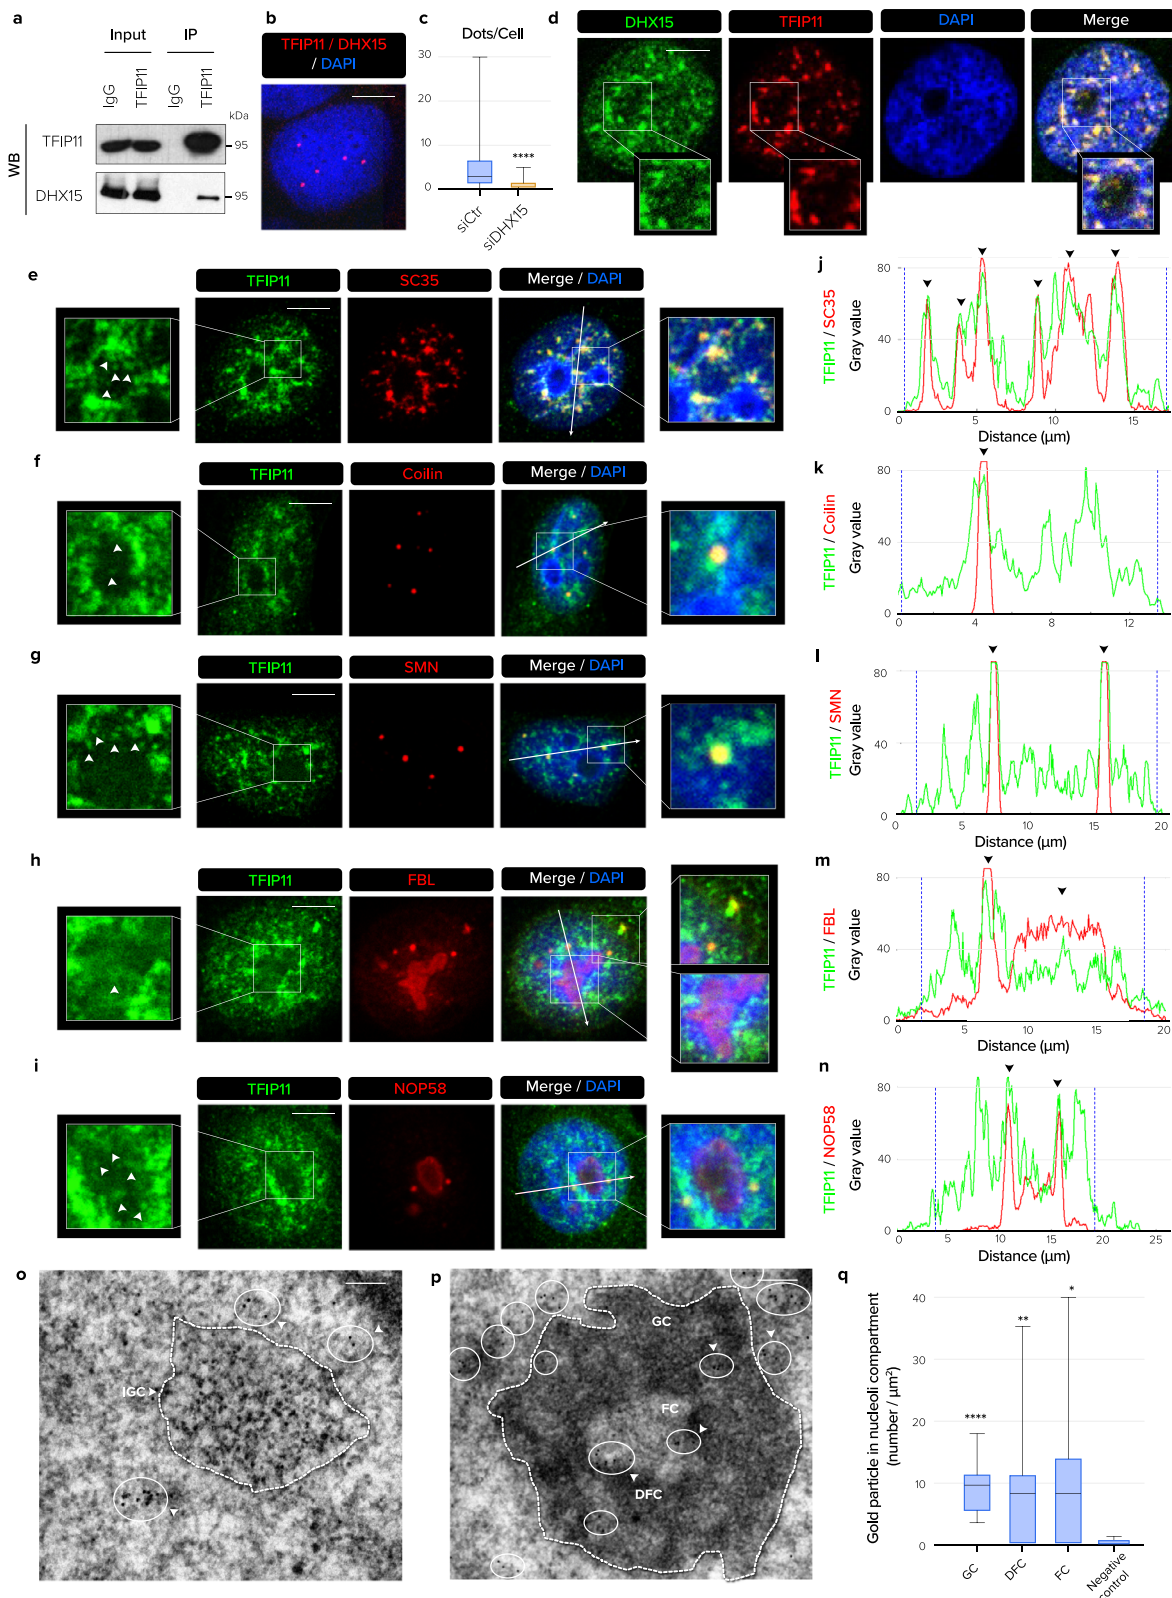 a
Input
IP
IgG
TFIP11
IgG
TFIP11
kDa
WB
TFIP11
95
DHX15
95
b
TFIP11 / DHX15
/ DAPI
c
Dots/Cell
30
20
10
0
****
siCtr
siDHX15
d
DHX15
TFIP11
DAPI
Merge
e
TFIP11
SC35
Merge / DAPI
j
TFIP11 / SC35
Gray value
80
40
0
5
10
15
Distance (µm)
f
TFIP11
Coilin
Merge / DAPI
k
TFIP11 / Coilin
Gray value
80
40
0
0
4
8
12
g
TFIP11
SMN
Merge / DAPI
l
TFIP11 / SMN
Gray value
80
40
0
0
5
10
15
20
Distance (µm)
h
TFIP11
FBL
Merge / DAPI
m
TFIP11 / FBL
Gray value
80
40
0
0
5
10
15
20
Distance (µm)
i
TFIP11
NOP58
Merge / DAPI
n
TFIP11 / NOP58
Gray value
80
40
0
0
5
10
15
20
25
Distance (µm)
o
IGC
p
GC
FC
DFC
q
Gold particle in nucleoli compartment
(number / µm²)
40
30
20
10
0
****
**
*
GC
DFC
FC
Negative
control